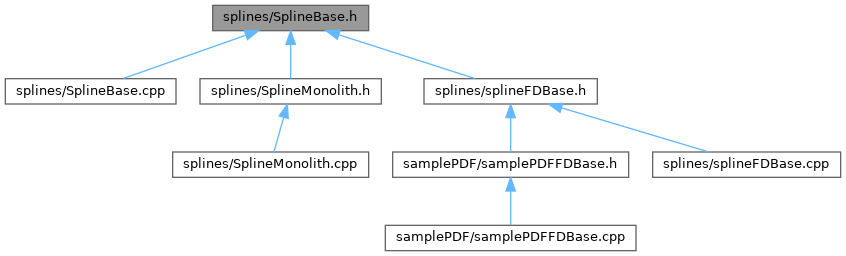 splines/SplineBase.h
splines/SplineBase.cpp
splines/SplineMonolith.h
splines/splineFDBase.h
splines/SplineMonolith.cpp
samplePDF/samplePDFFDBase.h
splines/splineFDBase.cpp
samplePDF/samplePDFFDBase.cpp